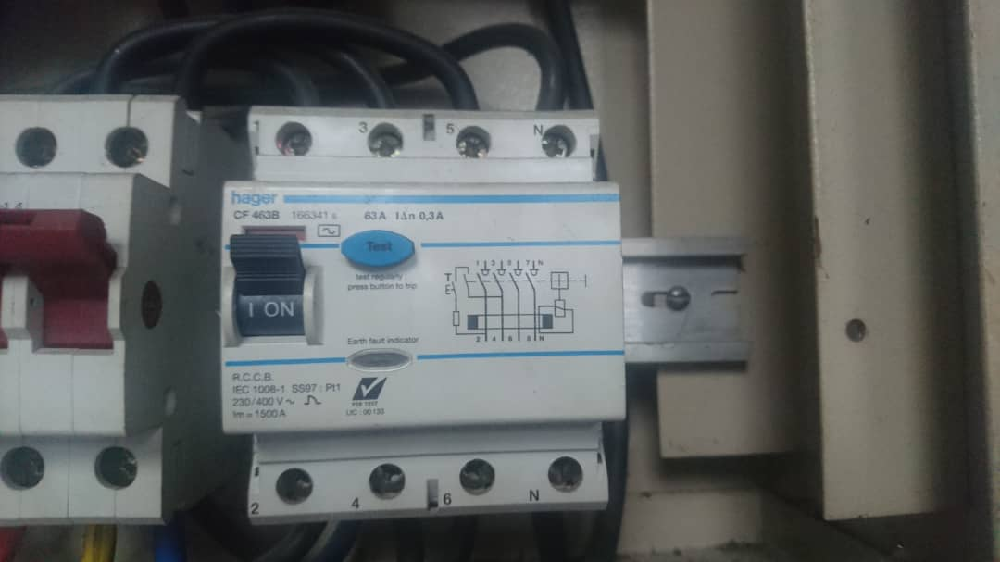 1 3 5 N
hager
CF 463B 166341 s 63A IΔn 0,3A
Test
test regularly
press button to trip
I ON
1 3 5 7 N
T
E
2 4 6 8 N
Earth fault indicator
R.C.C.B.
IEC 1008-1 SS97 : Pt1
230/400 V ~
Im = 1500 A
PSB TEST
LIC : 00 133
2 4 6 N